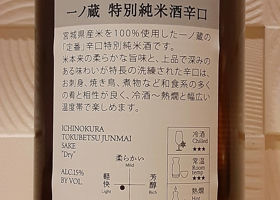 一ノ蔵 特別純米酒辛口
宮城県産米を100%使用した一ノ蔵の
「定番」辛口特別純米酒です。
米本来の柔らかな旨味と、上品で深みの
ある味わいが特長の洗練された辛口は、
お刺身、焼き鳥、煮物など和食系の多く
の肴と相性が良く、冷酒〜熱燗と幅広い
温度帯で楽しめます。
ICHINOKURA
TOKUBETSU JUNMAI
SAKE
"Dry"
ALC.15%
BY VOL.
柔らかい
Mild
軽快
Light
芳醇
Rich
冷酒
Chilled
★★★
常温
Room
temp
★★★
熱燗
Hot